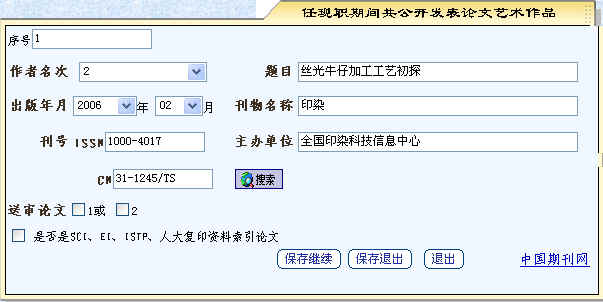 任现职期间共公开发表论文艺术作品
序号 1
作者名次 2 题目 丝光牛仔加工工艺初探
出版年月 2006 年 02 月 刊物名称 印染
刊号 ISSN 1000-4017 主办单位 全国印染科技信息中心
CN 31-1245/TS 搜索
送审论文 1或 2
是否是SCI、EI、ISTP、人大复印资料索引论文
保存继续 保存退出 退出 中国期刊网